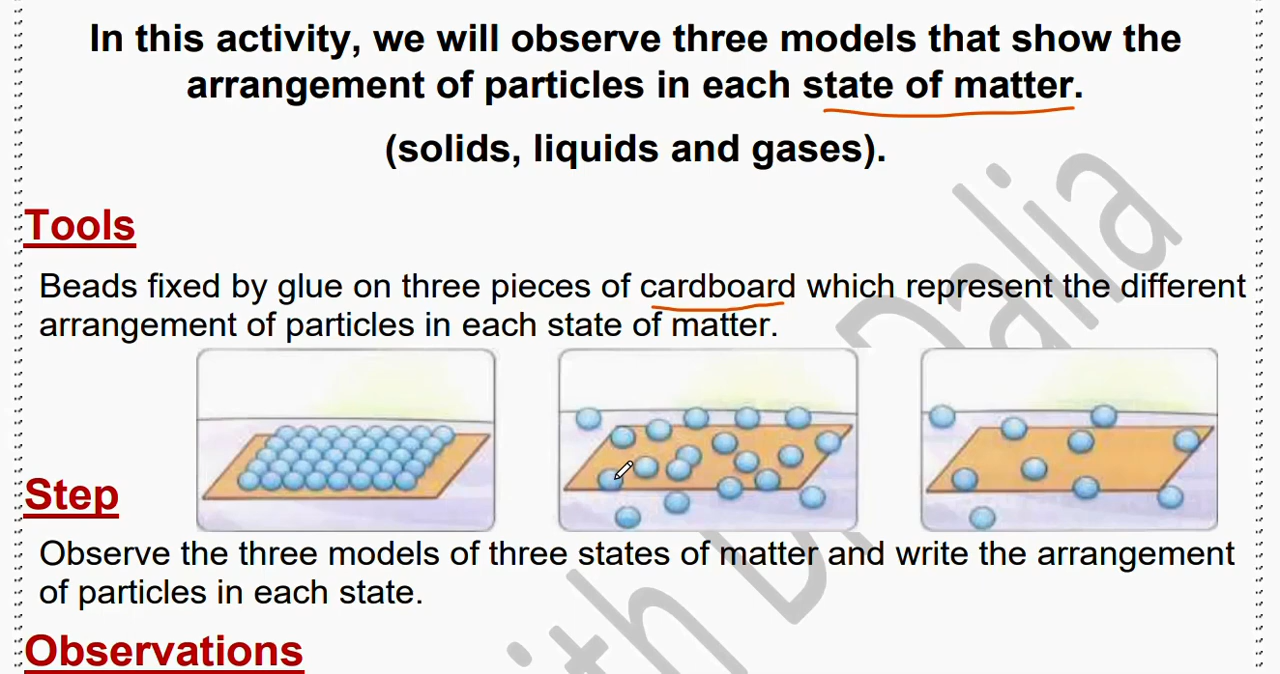 In this activity, we will observe three models that show the
arrangement of particles in each state of matter.
(solids, liquids and gases).
Tools
Beads fixed by glue on three pieces of cardboard which represent the different
arrangement of particles in each state of matter.
Step
Observe the three models of three states of matter and write the arrangement
of particles in each state.
Observations
ith Dalia